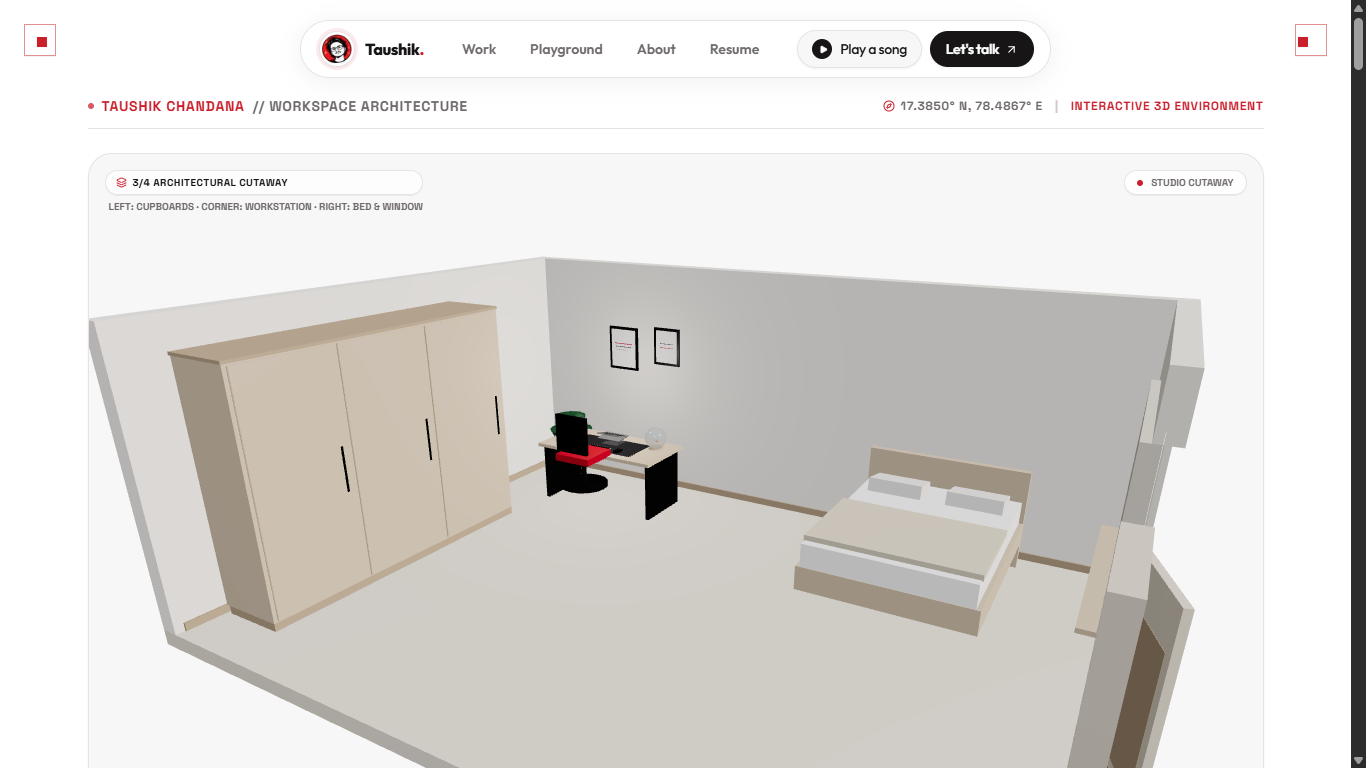 Taushik.
Work
Playground
About
Resume
Play a song
Let's talk
TAUSHIK CHANDANA // WORKSPACE ARCHITECTURE
17.3850° N, 78.4867° E | INTERACTIVE 3D ENVIRONMENT
3/4 ARCHITECTURAL CUTAWAY
STUDIO CUTAWAY
LEFT: CUPBOARDS · CORNER: WORKSTATION · RIGHT: BED & WINDOW